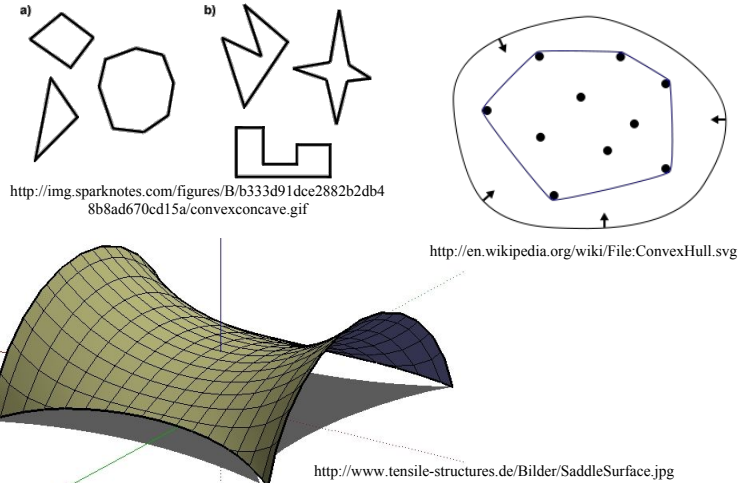 a)
b)
http://img.sparknotes.com/figures/B/b333d91dce2882b2db4
8b8ad670cd15a/convexconcave.gif
http://en.wikipedia.org/wiki/File:ConvexHull.svg
http://www.tensile-structures.de/Bilder/SaddleSurface.jpg